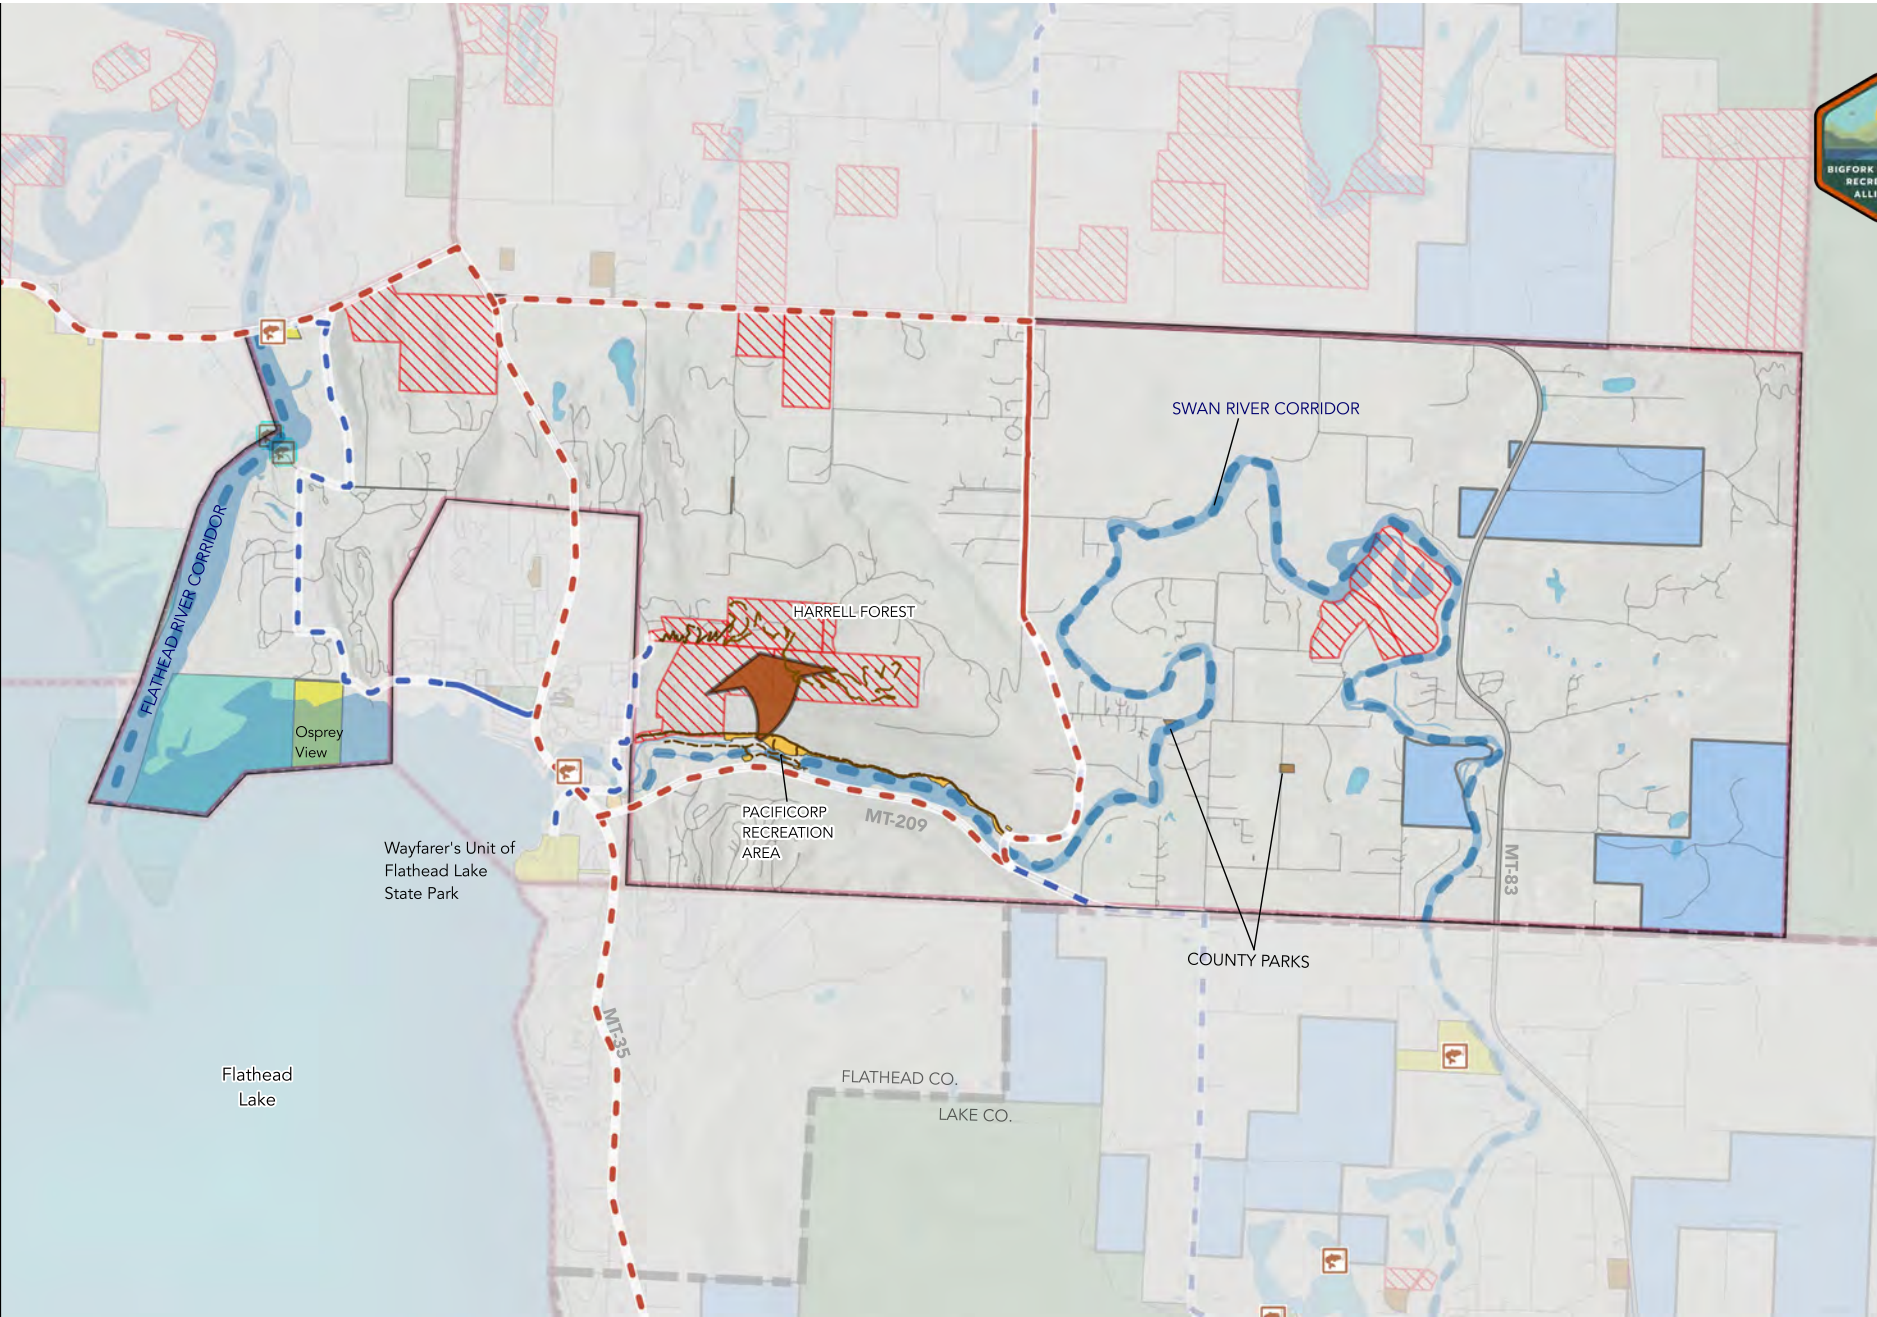 BIGFORK
SWAN RIVER CORRIDOR
FLATHEAD RIVER CORRIDOR
HARRELL FOREST
Osprey
View
PACIFICORP
RECREATION
AREA
MT-209
Wayfarer's Unit of
Flathead Lake
State Park
MT-83
COUNTY PARKS
MT-35
Flathead
Lake
FLATHEAD CO.
LAKE CO.